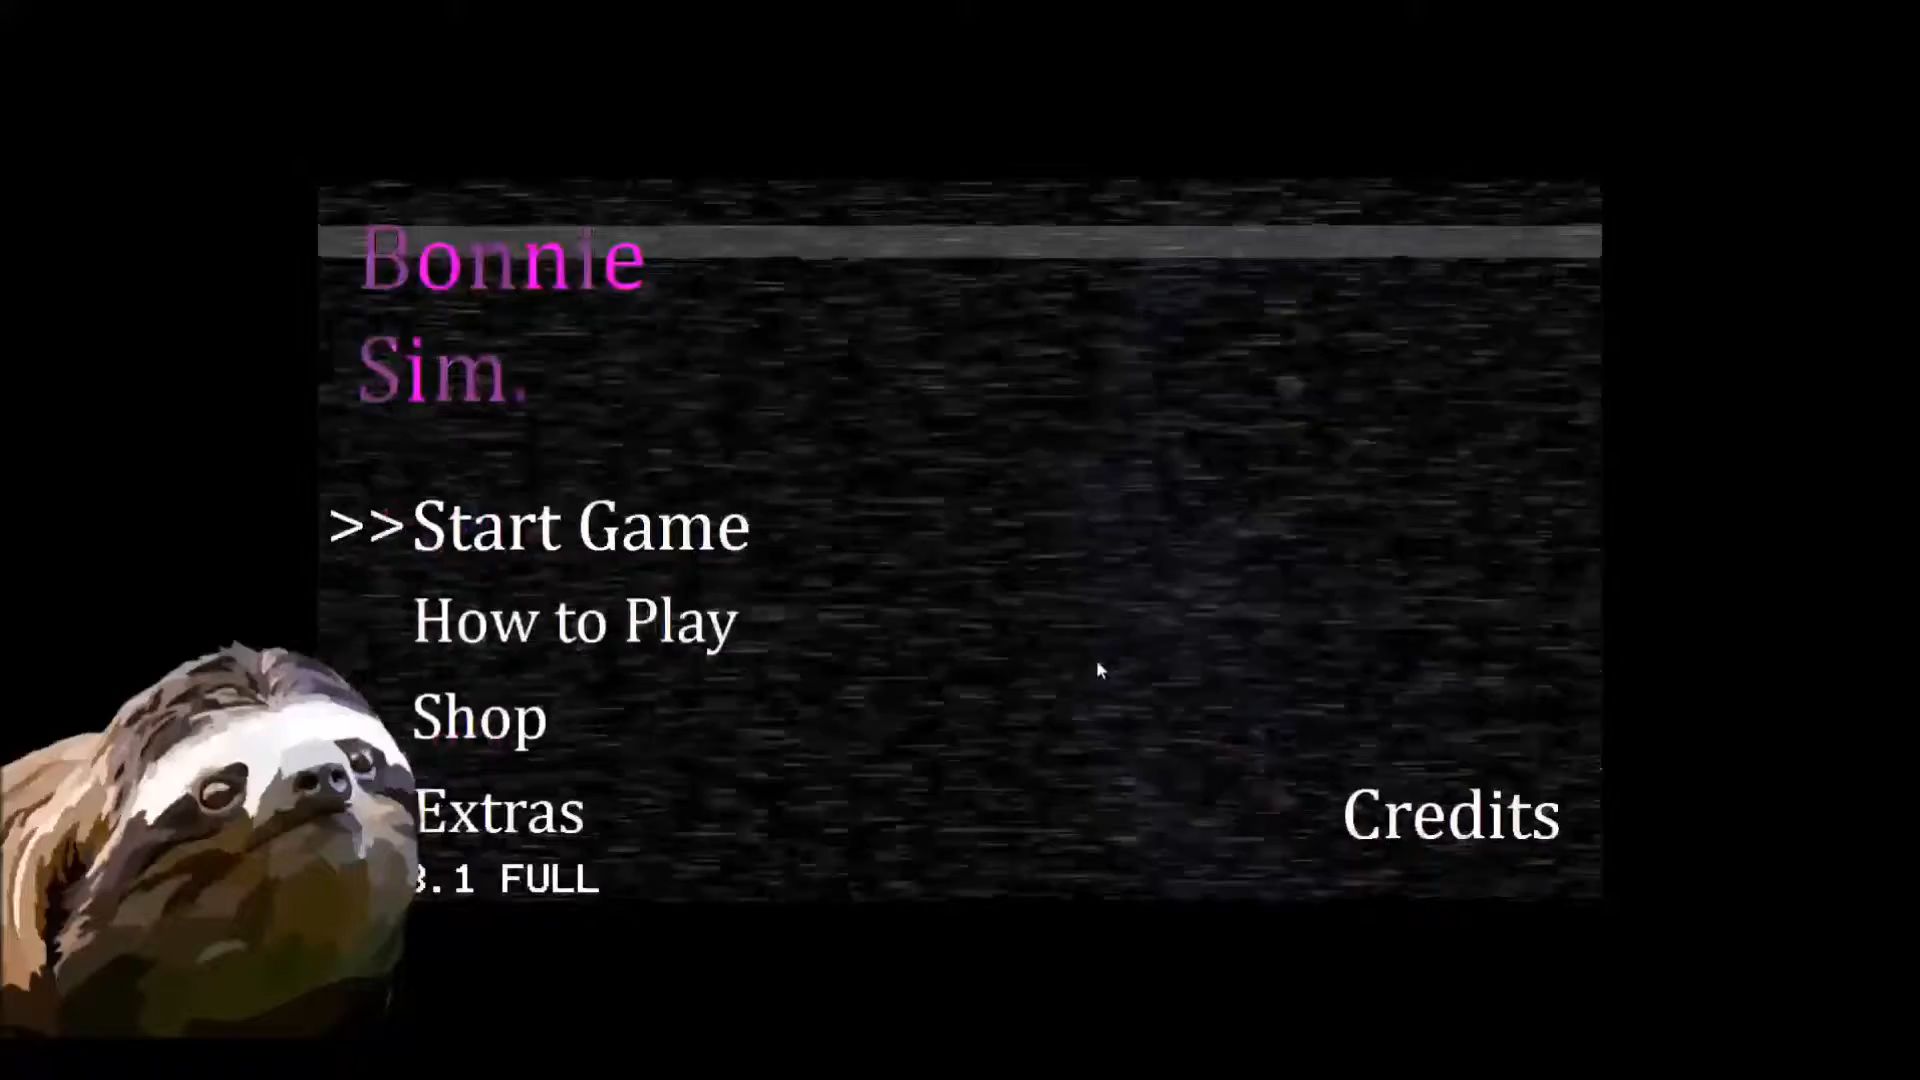 Bonnie
Sim.
>>Start Game
How to Play
Shop
Extras
Credits
.1 FULL